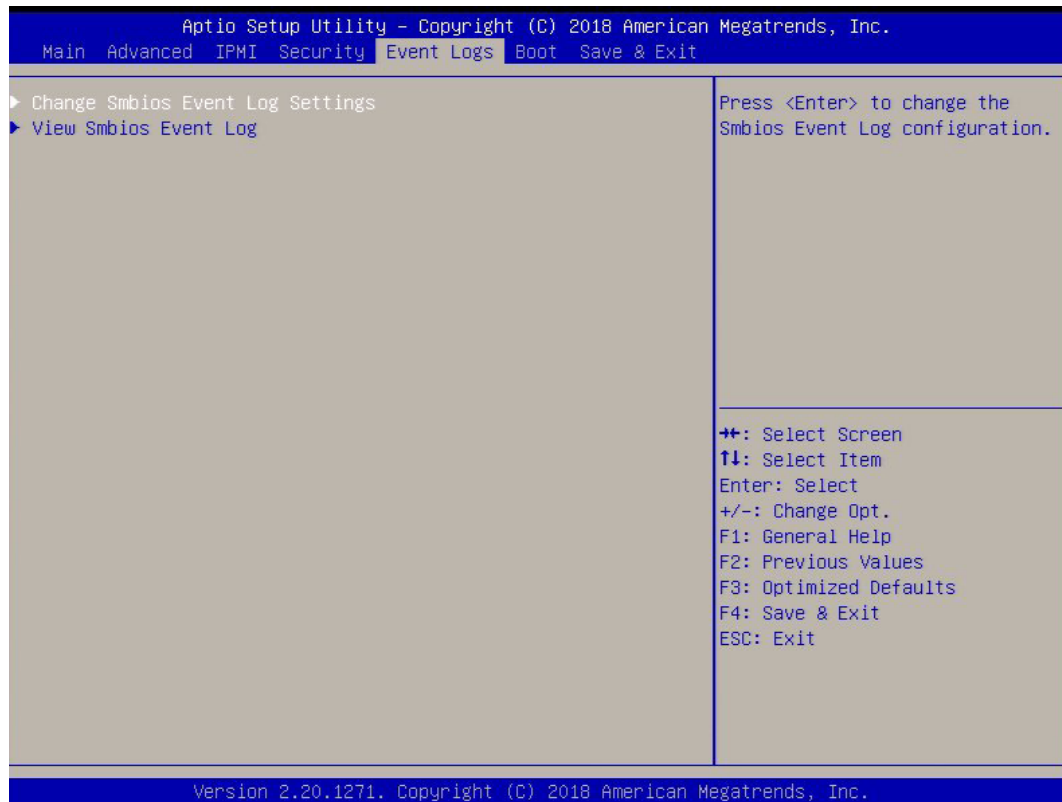 Aptio Setup Utility – Copyright (C) 2018 American Megatrends, Inc.
Main Advanced IPMI Security Event Logs Boot Save & Exit
▶ Change Smbios Event Log Settings
▶ View Smbios Event Log
Press <Enter> to change the
Smbios Event Log configuration.
→←: Select Screen
↑↓: Select Item
Enter: Select
+/-: Change Opt.
F1: General Help
F2: Previous Values
F3: Optimized Defaults
F4: Save & Exit
ESC: Exit
Version 2.20.1271. Copyright (C) 2018 American Megatrends, Inc.